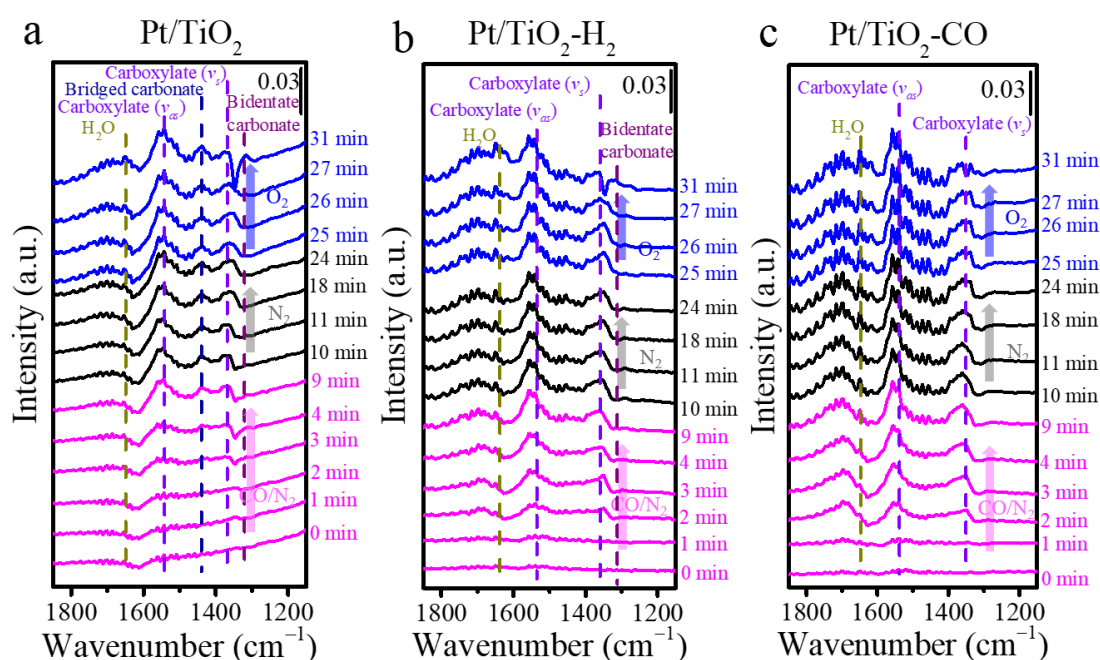 a
Pt/TiO₂
Intensity (a.u.)
Carboxylate (vₛ)
Bridged carbonate
Carboxylate (vₐₛ)
H₂O
Bidentate
carbonate
0.03
31 min
27 min
26 min
25 min
24 min
18 min
11 min
10 min
9 min
4 min
3 min
2 min
1 min
0 min
O₂
N₂
CO/N₂
1800
1600
1400
1200
Wavenumber (cm⁻¹)
b
Pt/TiO₂-H₂
Intensity (a.u.)
Carboxylate (vₛ)
Carboxylate (vₐₛ)
H₂O
Bidentate
carbonate
0.03
31 min
27 min
26 min
25 min
24 min
18 min
11 min
10 min
9 min
4 min
3 min
2 min
1 min
0 min
O₂
N₂
CO/N₂
1800
1600
1400
1200
Wavenumber (cm⁻¹)
c
Pt/TiO₂-CO
Intensity (a.u.)
Carboxylate (vₐₛ)
H₂O
Carboxylate (vₛ)
0.03
31 min
27 min
26 min
25 min
24 min
18 min
11 min
10 min
9 min
4 min
3 min
2 min
1 min
0 min
O₂
N₂
CO/N₂
1800
1600
1400
1200
Wavenumber (cm⁻¹)